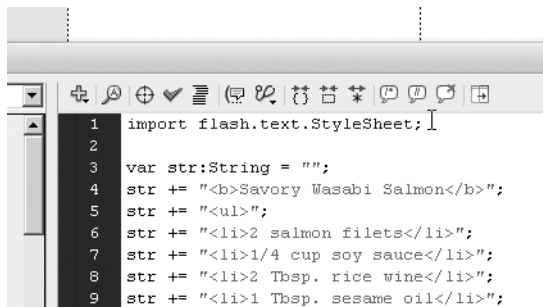 1 import flash.text.StyleSheet;
2
3 var str:String = "";
4 str += "<b>Savory Wasabi Salmon</b>";
5 str += "<ul>";
6 str += "<li>2 salmon filets</li>";
7 str += "<li>1/4 cup soy sauce</li>";
8 str += "<li>2 Tbsp. rice wine</li>";
9 str += "<li>1 Tbsp. sesame oil</li>";